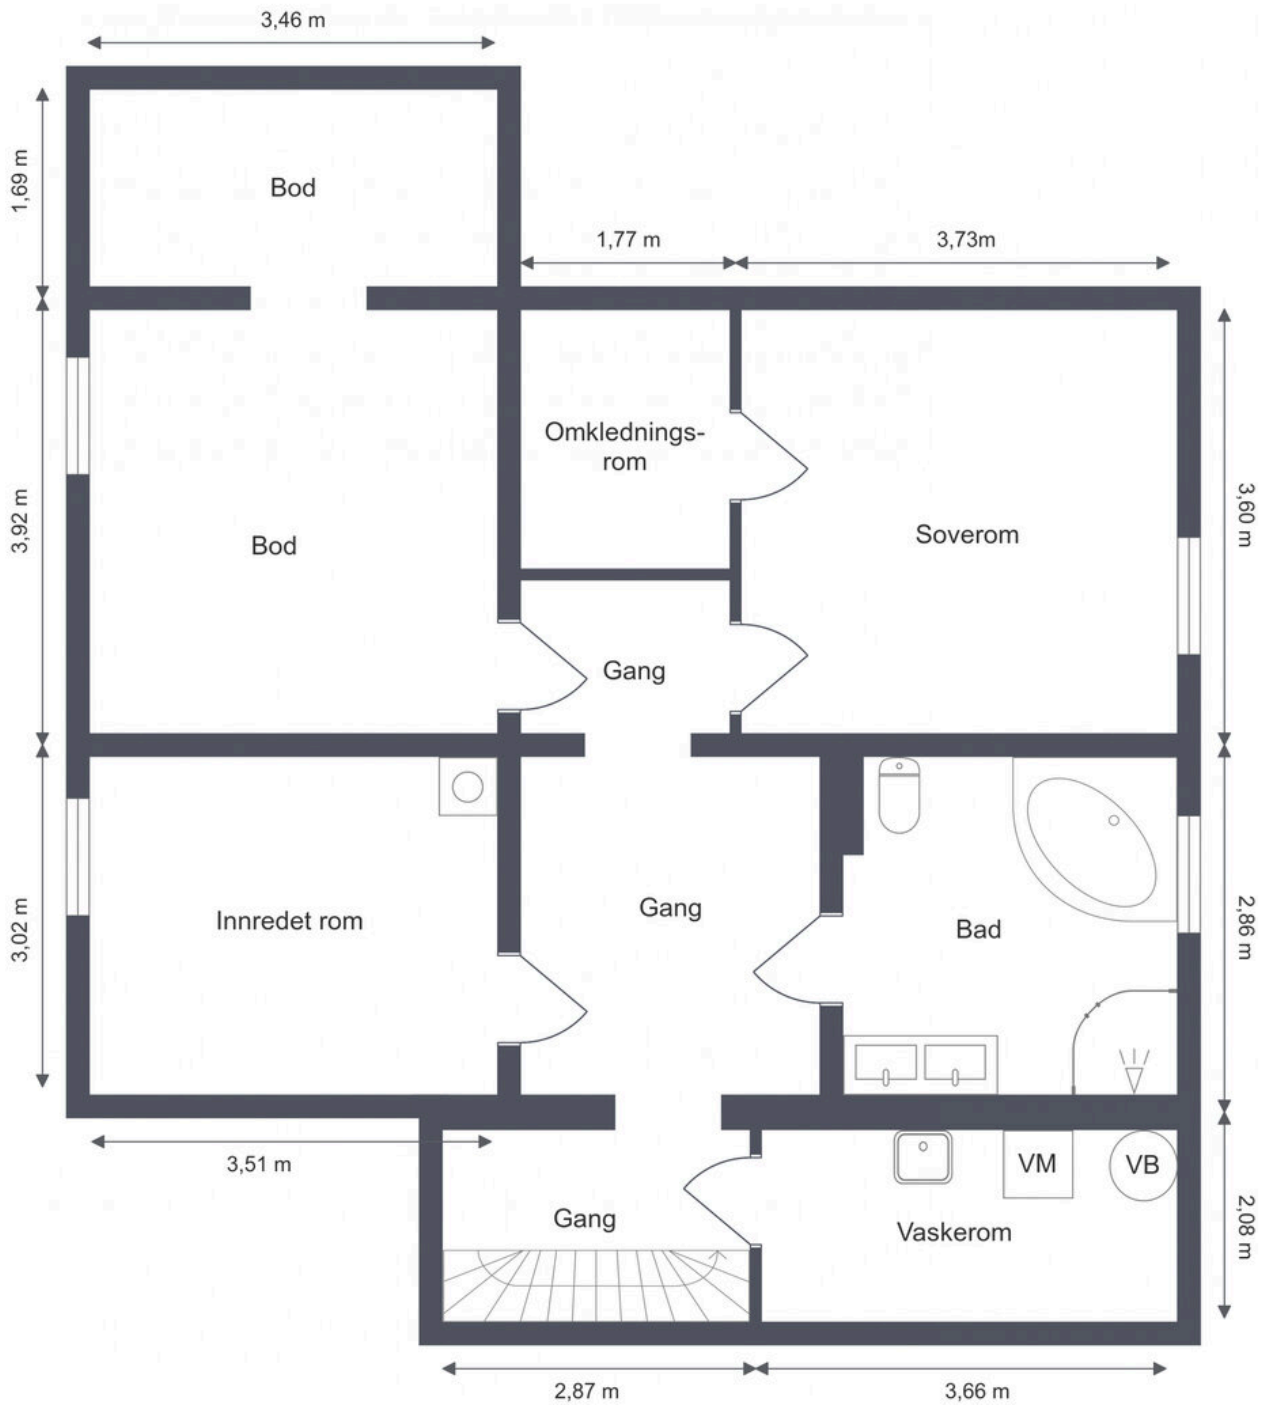 3,46 m
1,69 m
Bod
1,77 m
3,73m
Omklednings-
rom
3,92 m
Bod
Soverom
3,60 m
Gang
Innredet rom
3,02 m
Gang
Bad
2,86 m
3,51 m
Gang
VM
VB
Vaskerom
2,08 m
2,87 m
3,66 m